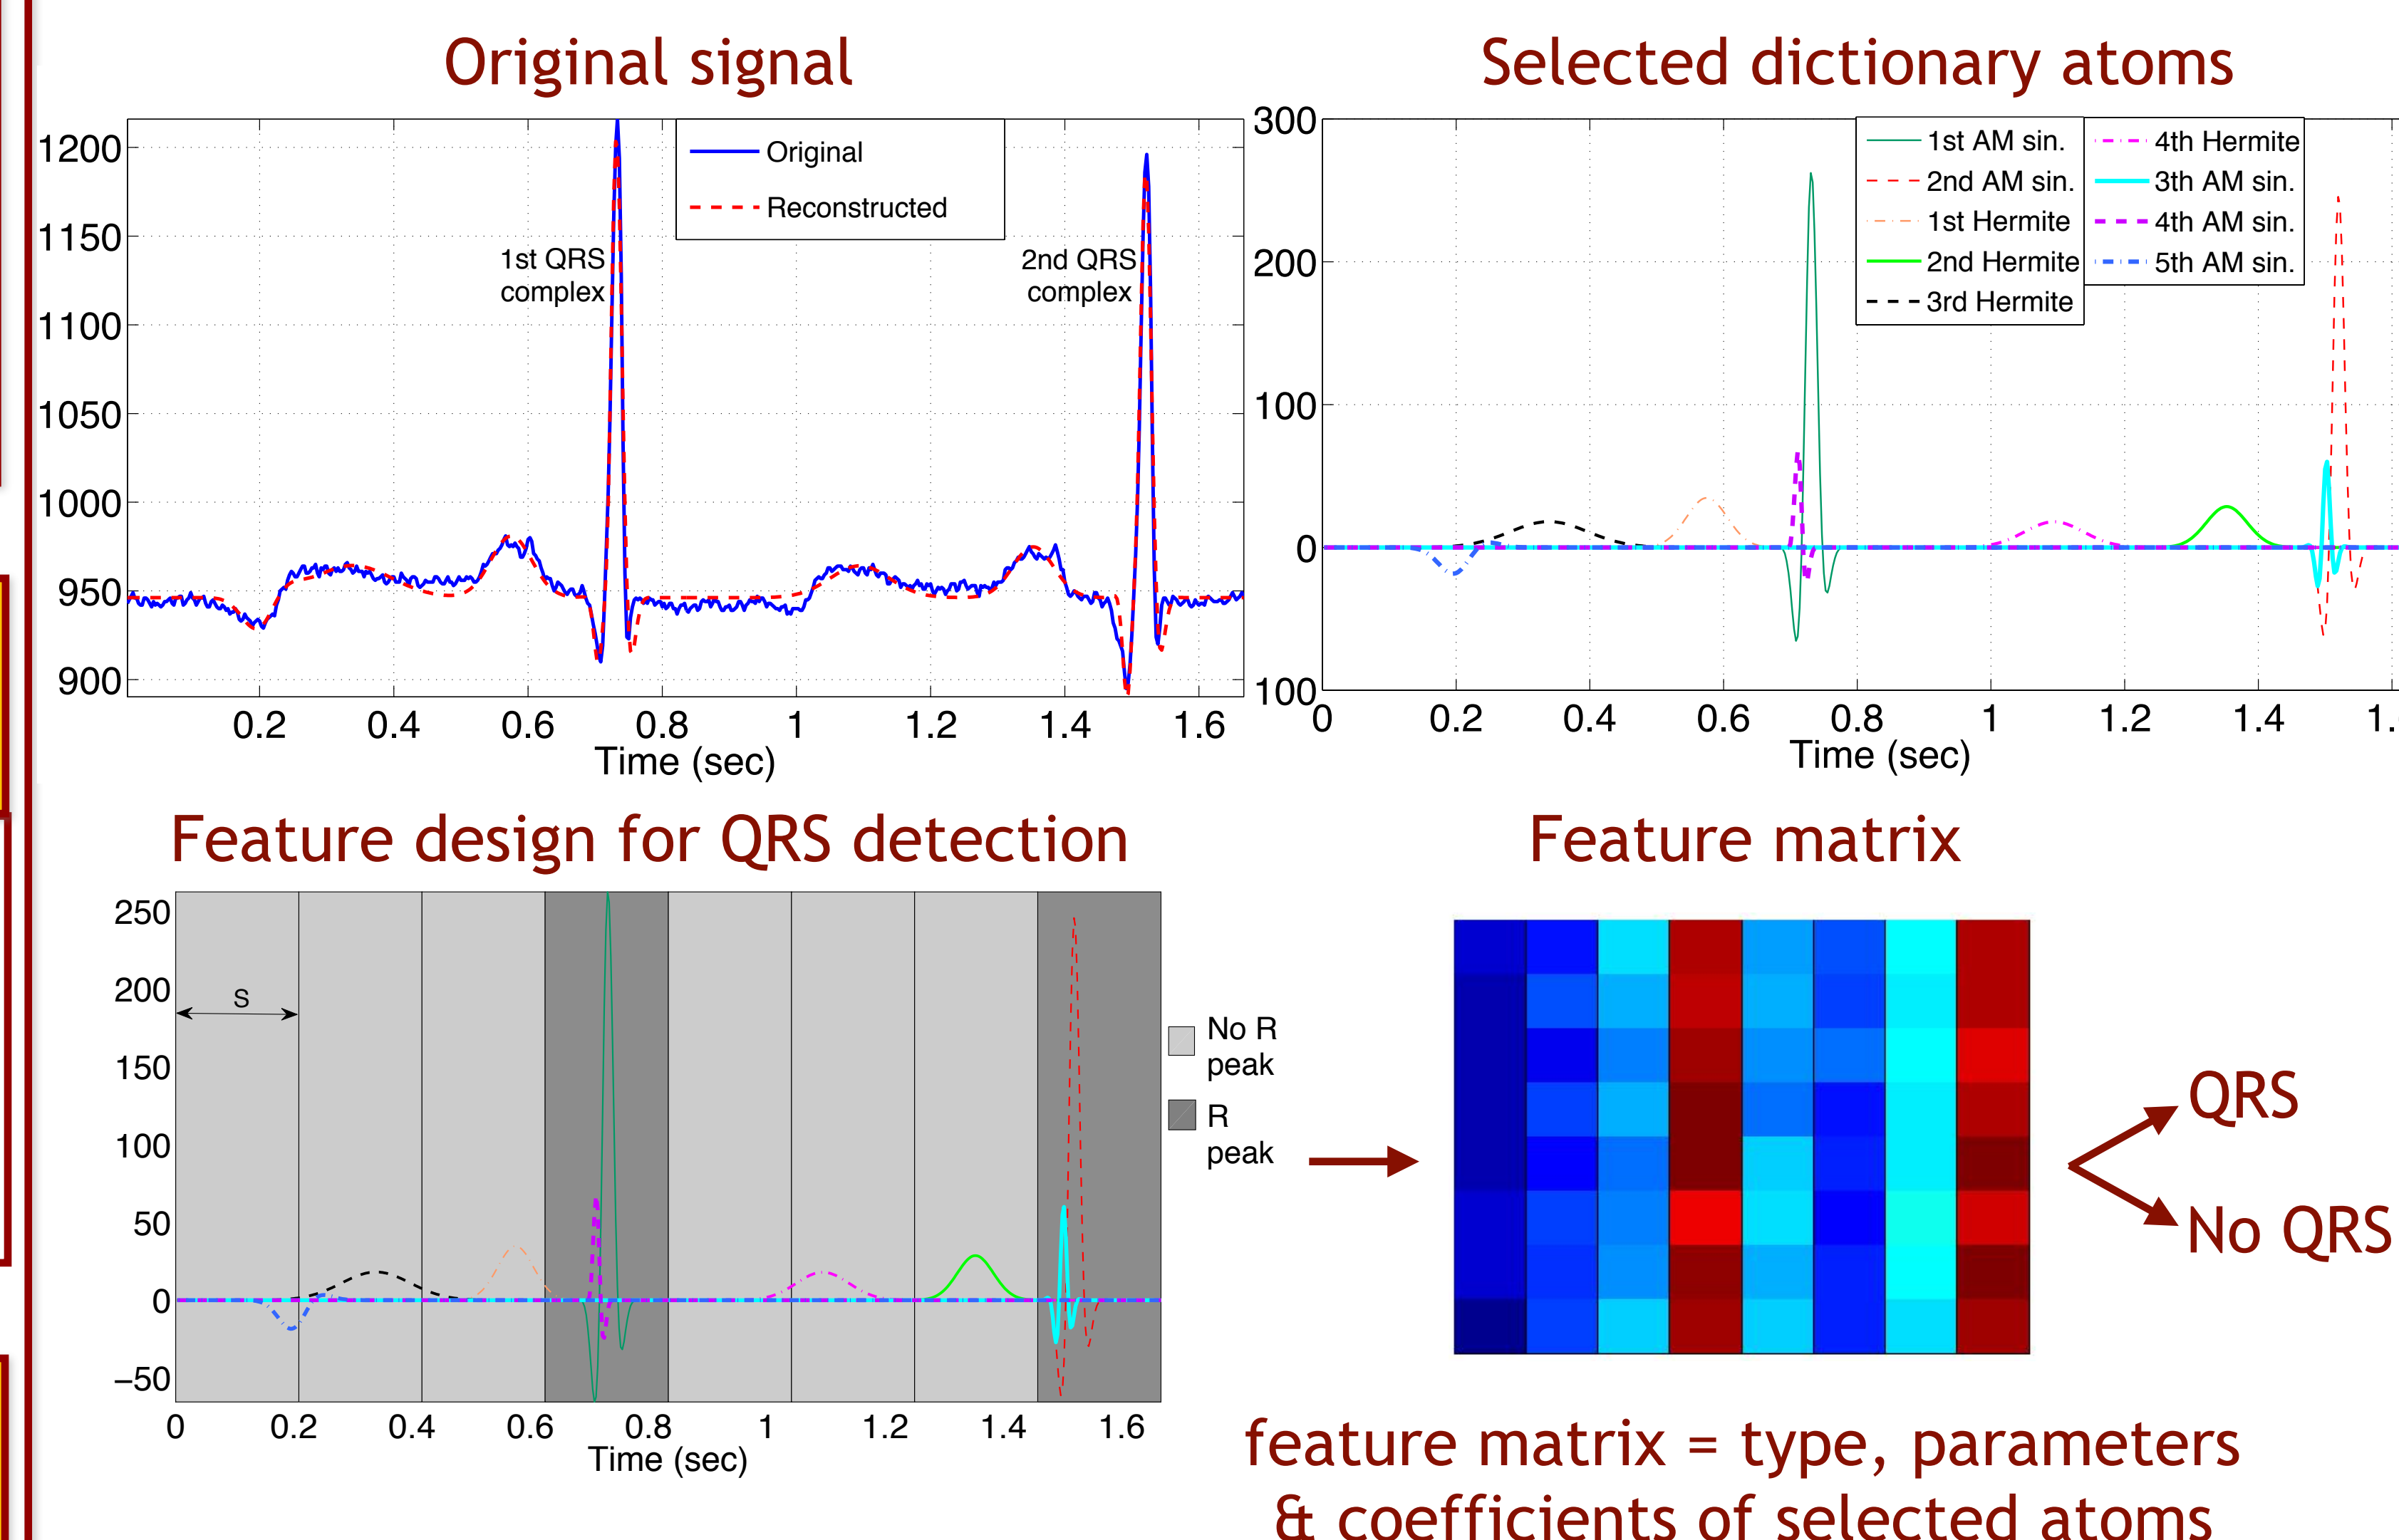 Original signal
1200
1150
1100
1050
1000
950
900
Original
Reconstructed
1st QRS
complex
2nd QRS
complex
0.2 0.4 0.6 0.8 1 1.2 1.4 1.6
Time (sec)
Selected dictionary atoms
300
200
100
0
100
1st AM sin.
2nd AM sin.
1st Hermite
2nd Hermite
3rd Hermite
4th Hermite
3th AM sin.
4th AM sin.
5th AM sin.
0 0.2 0.4 0.6 0.8 1 1.2 1.4 1.
Time (sec)
Feature design for QRS detection
250
200
150
100
50
0
−50
S
No R
peak
R
peak
0 0.2 0.4 0.6 0.8 1 1.2 1.4 1.6
Time (sec)
Feature matrix
QRS
No QRS
feature matrix = type, parameters
& coefficients of selected atoms